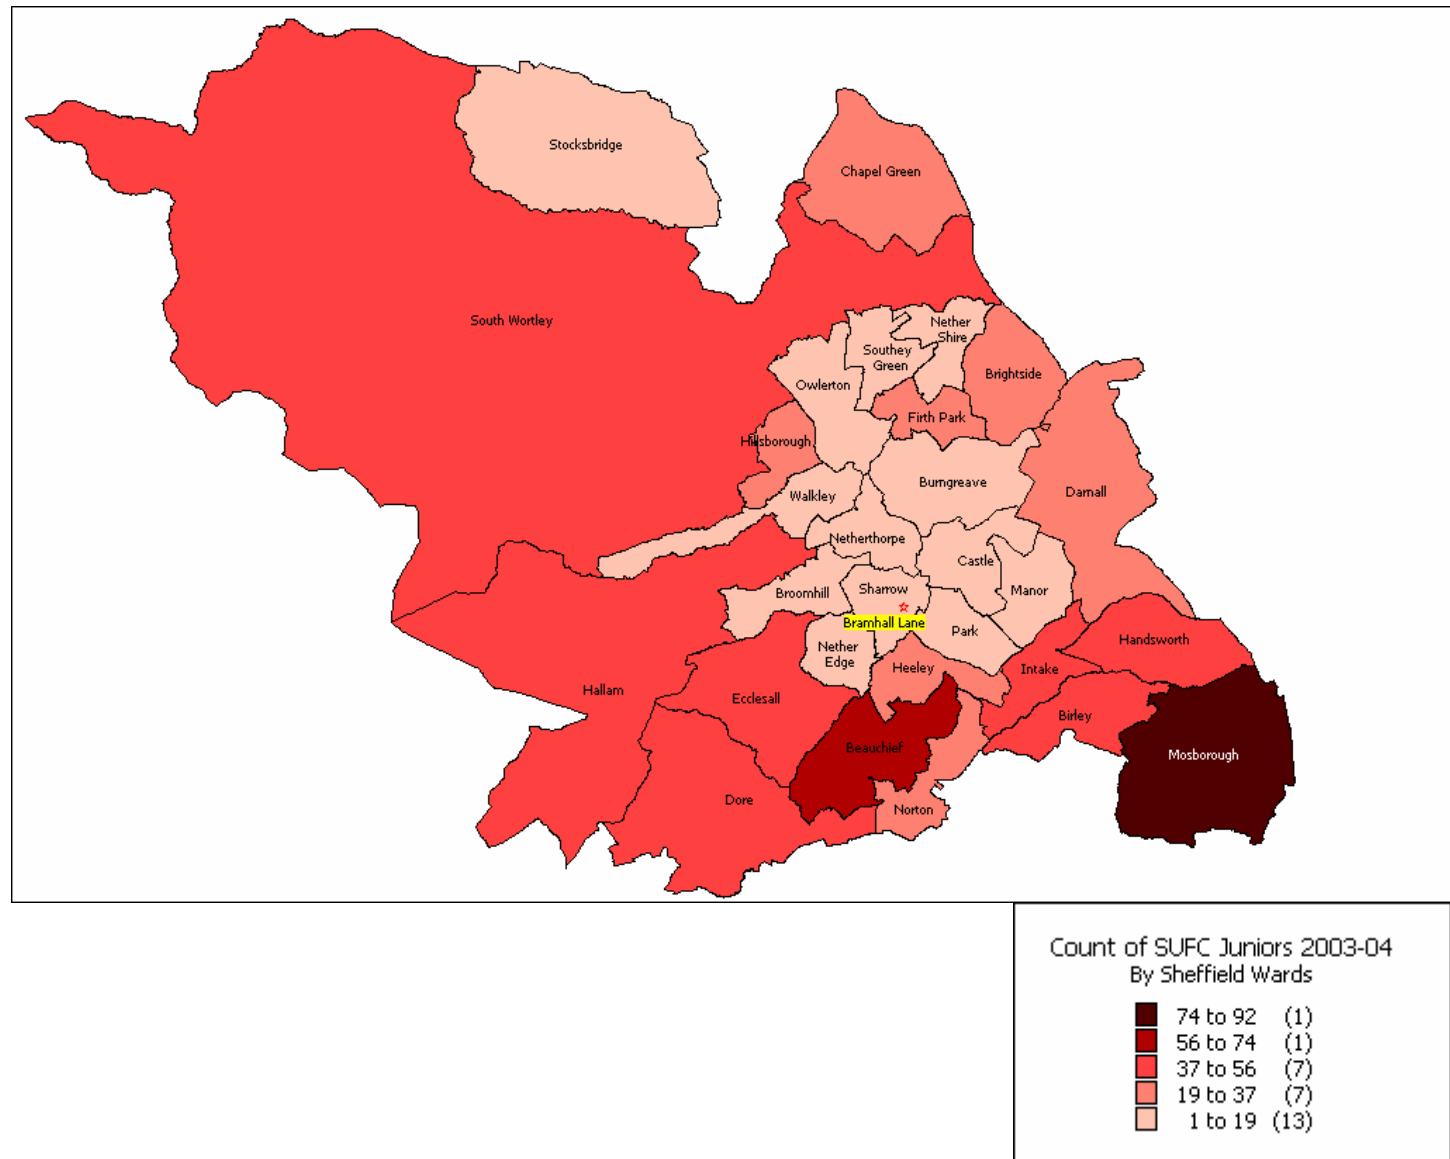 Stocksbridge
Chapel Green
South Wortley
Nether
Shire
Southey
Green
Brightside
Owlerton
Firth Park
Hillsborough
Burngreave
Darnall
Walkley
Netherthorpe
Castle
Manor
Broomhill
Sharrow
Bramhall Lane
Park
Handsworth
Nether
Edge
Heeley
Intake
Hallam
Ecclesall
Birley
Beauchief
Mosborough
Dore
Norton
Count of SUFC Juniors 2003-04
By Sheffield Wards
74 to 92 (1)
56 to 74 (1)
37 to 56 (7)
19 to 37 (7)
1 to 19 (13)